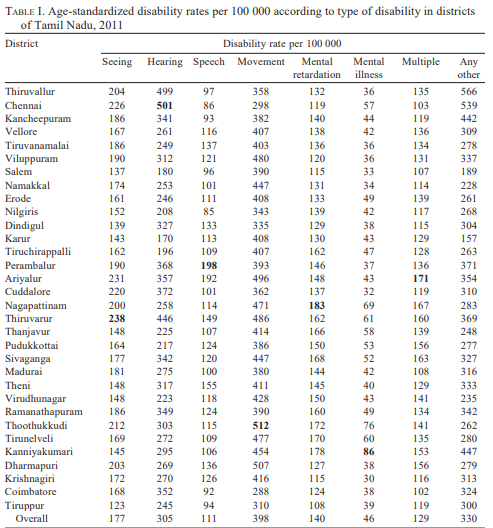 TABLE I. Age-standardized disability rates per 100 000 according to type of disability in districts
of Tamil Nadu, 2011
District Disability rate per 100 000
Seeing Hearing Speech Movement Mental Mental Multiple Any
retardation illness other
Thiruvallur 204 499 97 358 132 36 135 566
Chennai 226 501 86 298 119 57 103 539
Kancheepuram 186 341 93 382 140 44 119 442
Vellore 167 261 116 407 138 42 136 309
Tiruvanamalai 186 249 137 403 136 36 134 278
Viluppuram 190 312 121 480 120 36 131 337
Salem 137 180 96 390 115 33 107 189
Namakkal 174 253 101 447 131 34 114 228
Erode 161 246 111 408 133 49 139 261
Nilgiris 152 208 85 343 139 42 117 268
Dindigul 139 327 133 335 129 38 115 304
Karur 143 170 113 408 130 43 129 157
Tiruchirappalli 162 196 109 407 162 47 128 263
Perambalur 190 368 198 393 146 37 136 371
Ariyalur 231 357 192 496 148 43 171 354
Cuddalore 220 372 101 362 137 32 119 310
Nagapattinam 200 258 114 471 183 69 167 283
Thiruvarur 238 446 149 486 162 61 160 369
Thanjavur 148 225 107 414 166 58 139 248
Pudukkottai 164 217 124 386 150 53 156 277
Sivaganga 177 342 120 447 168 52 163 327
Madurai 181 275 100 380 144 42 108 316
Theni 148 317 155 411 145 40 129 333
Virudhunagar 148 223 118 428 150 43 141 235
Ramanathapuram 186 349 124 390 160 49 134 342
Thoothukkudi 212 303 115 512 172 76 141 262
Tirunelveli 169 272 109 477 170 60 135 280
Kanniyakumari 145 295 106 454 178 86 153 447
Dharmapuri 203 269 136 507 127 38 156 279
Krishnagiri 172 270 126 416 115 30 116 313
Coimbatore 168 352 92 288 124 38 102 324
Tiruppur 123 245 94 310 108 39 119 300
Overall 177 305 111 398 140 46 129 330